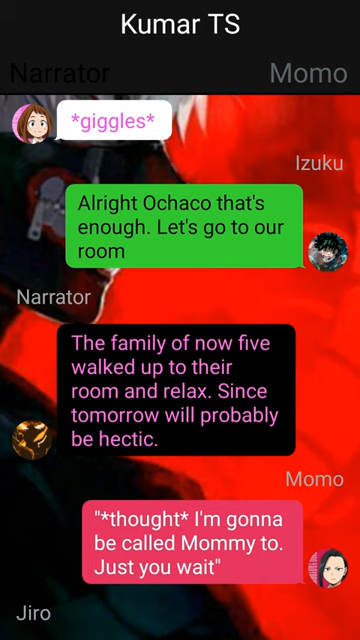 Kumar TS
Narrator
Momo
*giggles*
Izuku
Alright Ochaco that's
enough. Let's go to our
room
Narrator
The family of now five
walked up to their
room and relax. Since
tomorrow will probably
be hectic.
Momo
"*thought* I'm gonna
be called Mommy to.
Just you wait"
Jiro